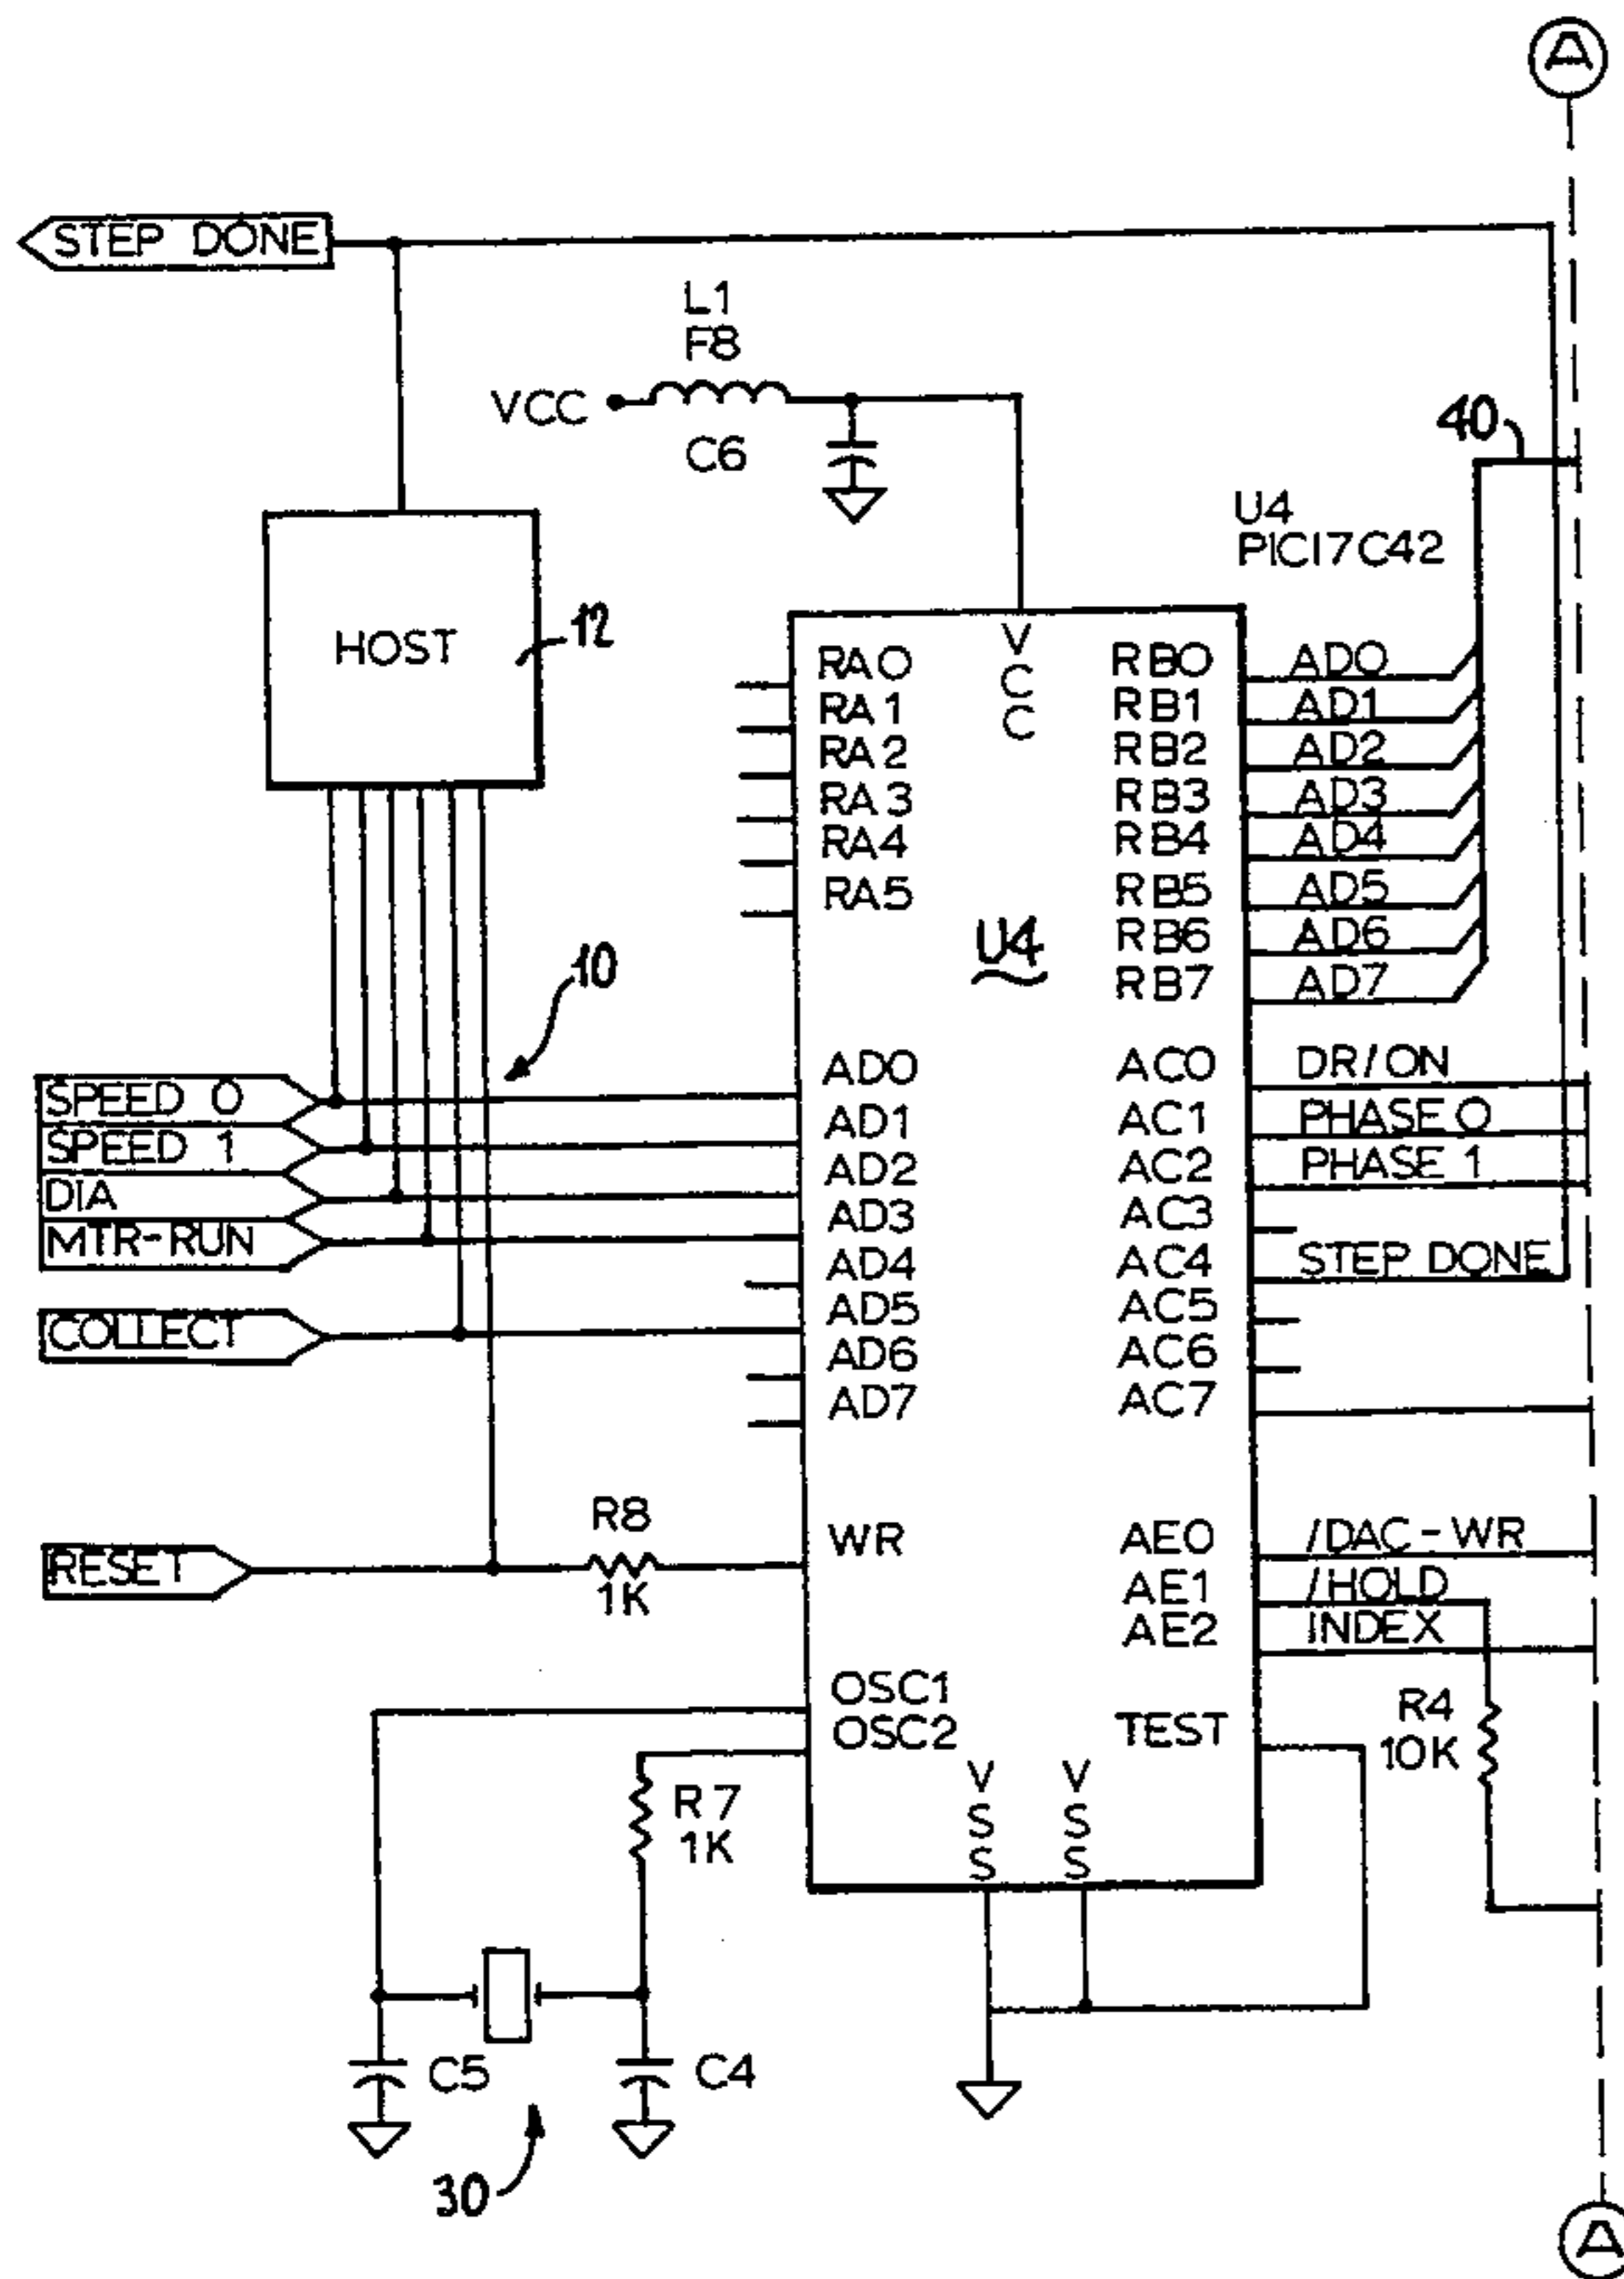 A
STEP DONE
L1
F8
VCC
C6
40
U4
PIC17C42
HOST
12
VCC
RA0
RA1
RA2
RA3
RA4
RA5
RB0 AD0
RB1 AD1
RB2 AD2
RB3 AD3
RB4 AD4
RB5 AD5
RB6 AD6
RB7 AD7
U4
10
SPEED 0
SPEED 1
DIA
MTR-RUN
COLLECT
AD0
AD1
AD2
AD3
AD4
AD5
AD6
AD7
AC0 DR/ON
AC1 PHASE 0
AC2 PHASE 1
AC3
AC4 STEP DONE
AC5
AC6
AC7
RESET
R8
1K
WR
AE0 /DAC-WR
AE1 /HOLD
AE2 INDEX
OSC1
OSC2
TEST
R4
10K
R7
1K
VSS
VSS
C5
C4
30
A